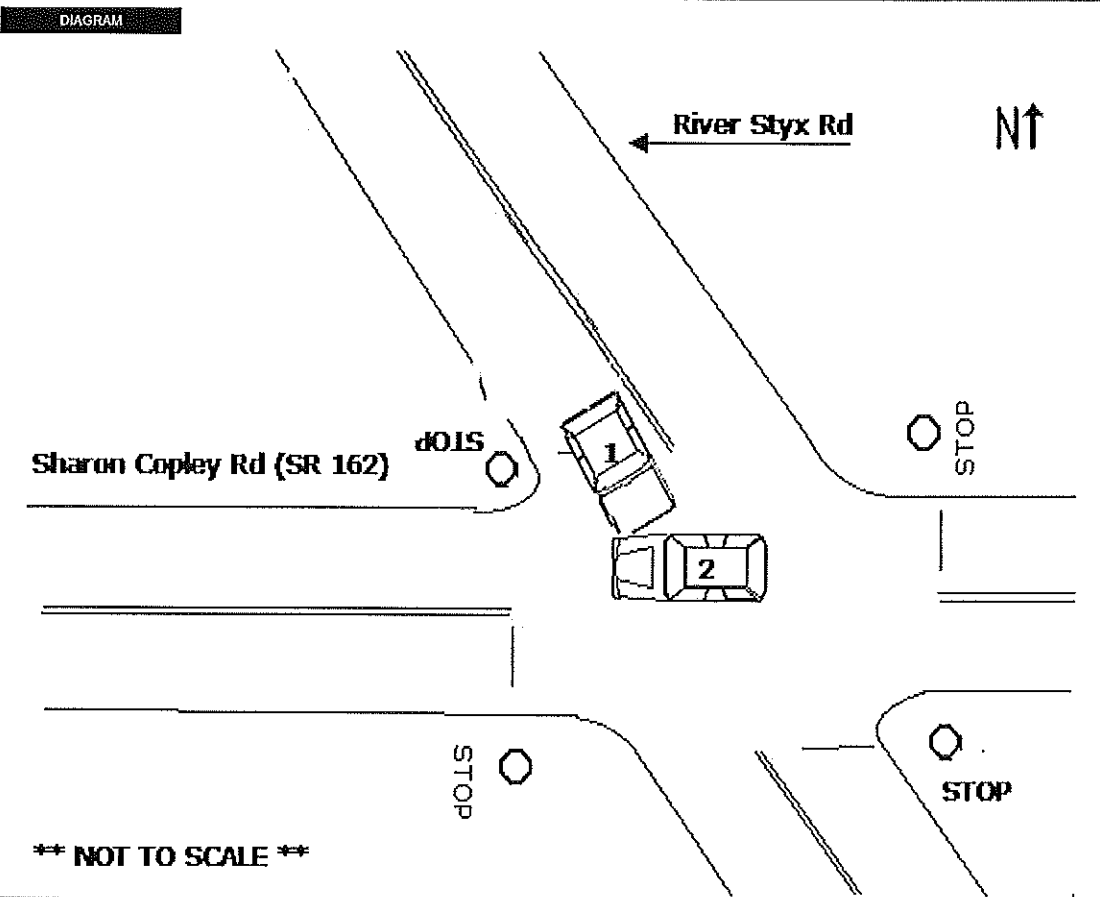 DIAGRAM
River Styx Rd
N
STOP
STOP
Sharon Copley Rd (SR 162)
1
2
STOP
STOP
** NOT TO SCALE **